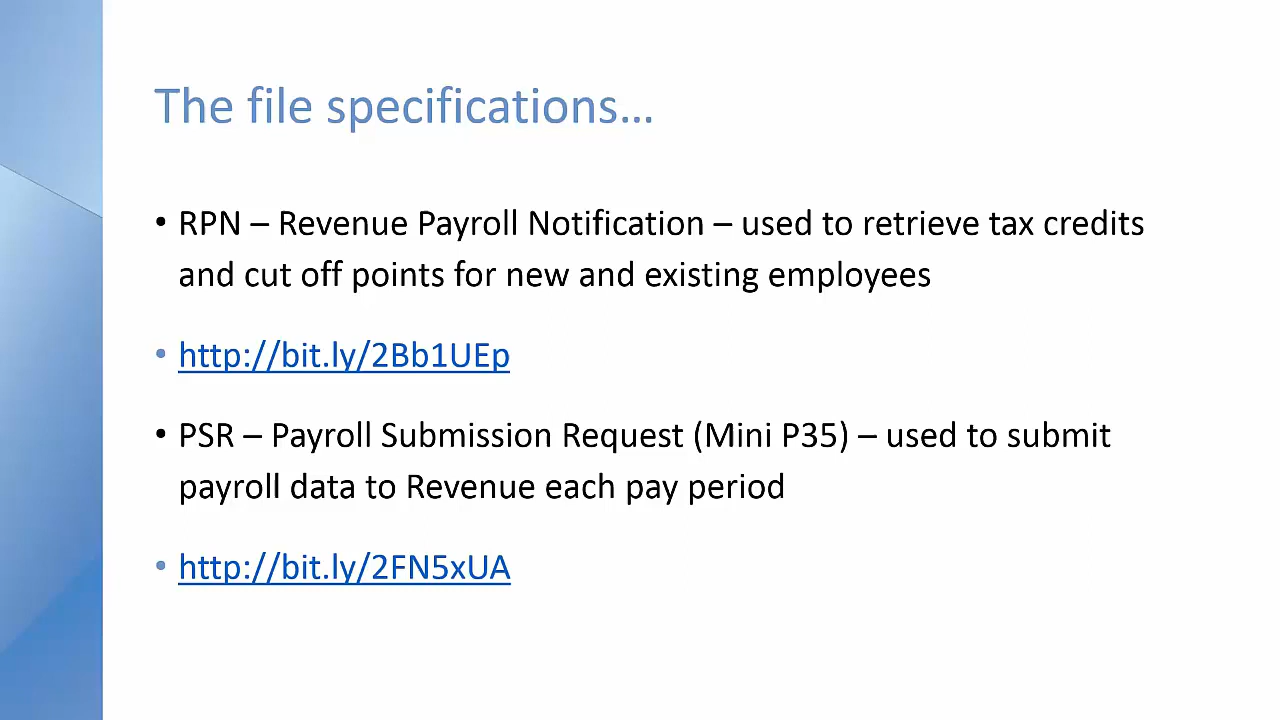 The file specifications...
• RPN – Revenue Payroll Notification – used to retrieve tax credits
and cut off points for new and existing employees
• http://bit.ly/2Bb1UEp
• PSR – Payroll Submission Request (Mini P35) – used to submit
payroll data to Revenue each pay period
• http://bit.ly/2FN5xUA